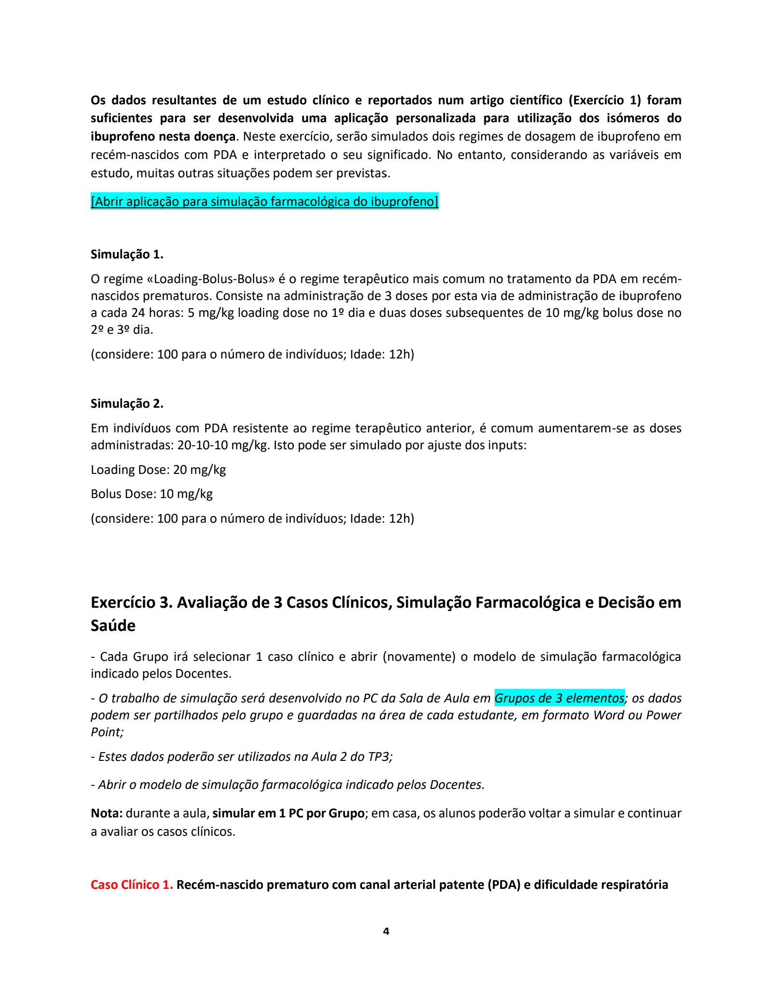 Os dados resultantes de um estudo clínico e reportados num artigo científico (Exercício 1) foram
suficientes para ser desenvolvida uma aplicação personalizada para utilização dos isómeros do
ibuprofeno nesta doença. Neste exercício, serão simulados dois regimes de dosagem de ibuprofeno em
recém-nascidos com PDA e interpretado o seu significado. No entanto, considerando as variáveis em
estudo, muitas outras situações podem ser previstas.
[Abrir aplicação para simulação farmacológica do ibuprofeno]
Simulação 1.
O regime «Loading-Bolus-Bolus» é o regime terapêutico mais comum no tratamento da PDA em recém-
nascidos prematuros. Consiste na administração de 3 doses por esta via de administração de ibuprofeno
a cada 24 horas: 5 mg/kg loading dose no 1º dia e duas doses subsequentes de 10 mg/kg bolus dose no
2º e 3º dia.
(considere: 100 para o número de indivíduos; Idade: 12h)
Simulação 2.
Em indivíduos com PDA resistente ao regime terapêutico anterior, é comum aumentarem-se as doses
administradas: 20-10-10 mg/kg. Isto pode ser simulado por ajuste dos inputs:
Loading Dose: 20 mg/kg
Bolus Dose: 10 mg/kg
(considere: 100 para o número de indivíduos; Idade: 12h)
Exercício 3. Avaliação de 3 Casos Clínicos, Simulação Farmacológica e Decisão em
Saúde
- Cada Grupo irá selecionar 1 caso clínico e abrir (novamente) o modelo de simulação farmacológica
indicado pelos Docentes.
- O trabalho de simulação será desenvolvido no PC da Sala de Aula em Grupos de 3 elementos; os dados
podem ser partilhados pelo grupo e guardadas na área de cada estudante, em formato Word ou Power
Point;
- Estes dados poderão ser utilizados na Aula 2 do TP3;
- Abrir o modelo de simulação farmacológica indicado pelos Docentes.
Nota: durante a aula, simular em 1 PC por Grupo; em casa, os alunos poderão voltar a simular e continuar
a avaliar os casos clínicos.
Caso Clínico 1. Recém-nascido prematuro com canal arterial patente (PDA) e dificuldade respiratória
4